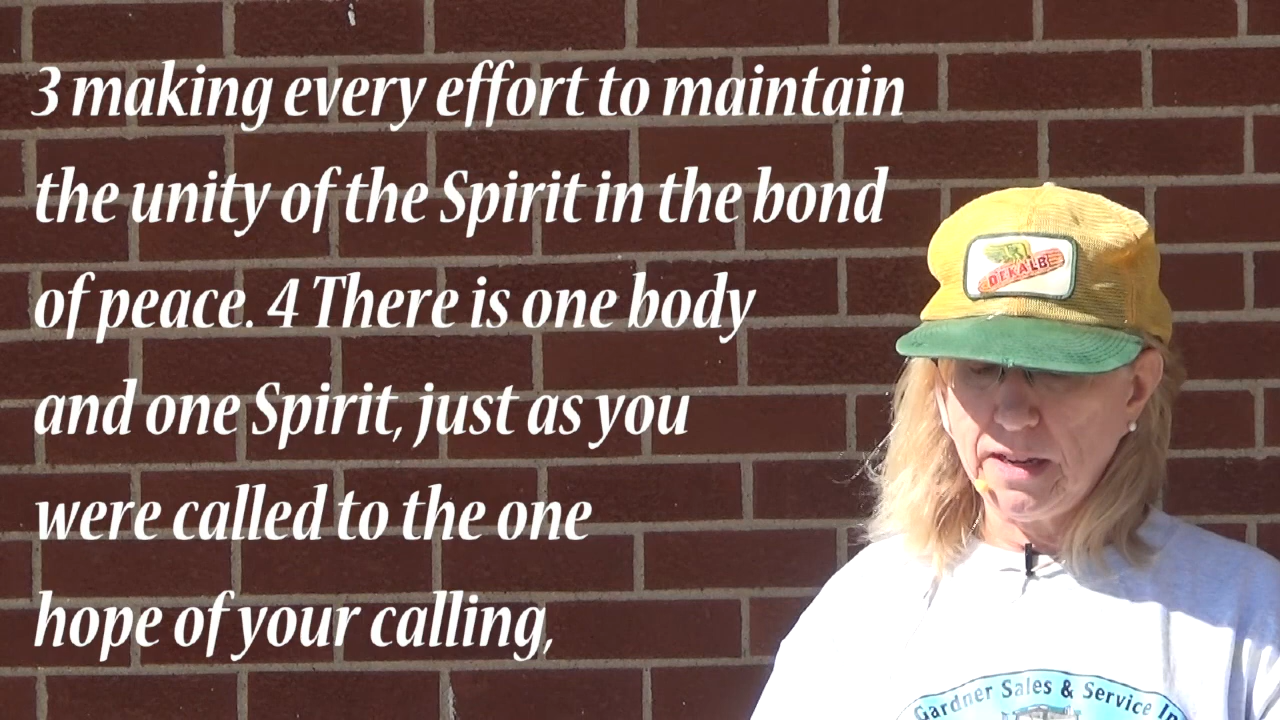 3 making every effort to maintain
the unity of the Spirit in the bond
of peace. 4 There is one body
and one Spirit, just as you
were called to the one
hope of your calling,
DEKALB
Gardner Sales & Service In